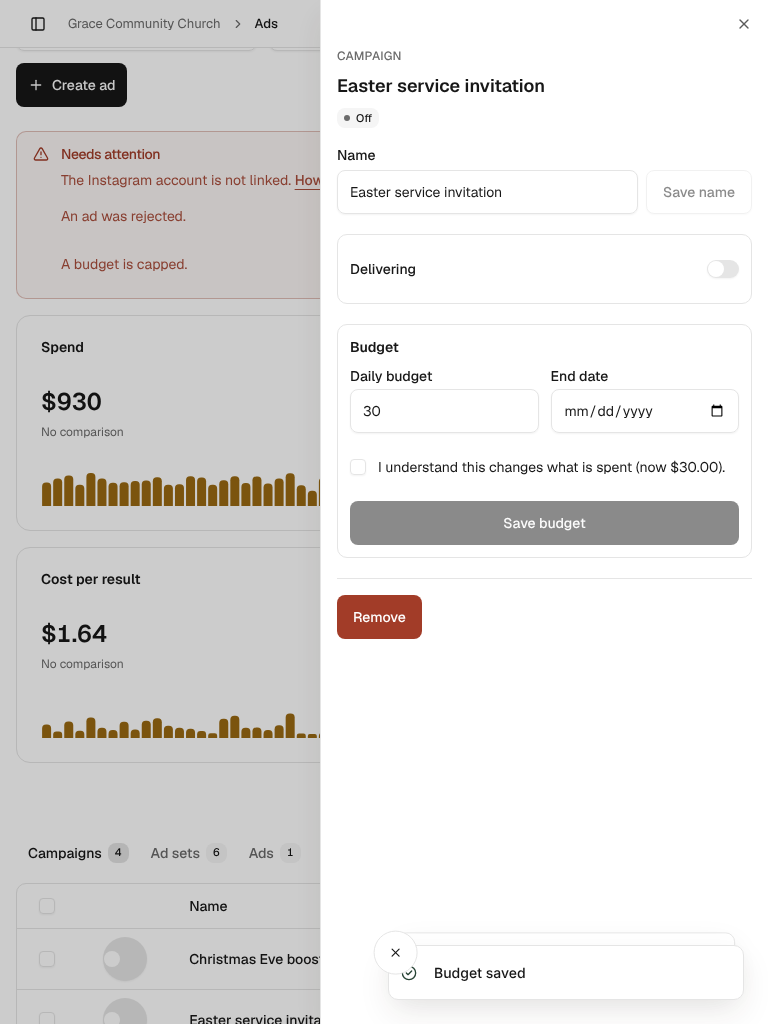 Grace Community Church > Ads
Create ad
Needs attention
The Instagram account is not linked. How
An ad was rejected.
A budget is capped.
Spend
$930
No comparison
Cost per result
$1.64
No comparison
Campaigns 4 Ad sets 6 Ads 1
Name
Christmas Eve boos
Easter service invita
CAMPAIGN
Easter service invitation
Off
Name
Easter service invitation Save name
Delivering
Budget
Daily budget End date
30 mm/dd/yyyy
I understand this changes what is spent (now $30.00).
Save budget
Remove
Budget saved